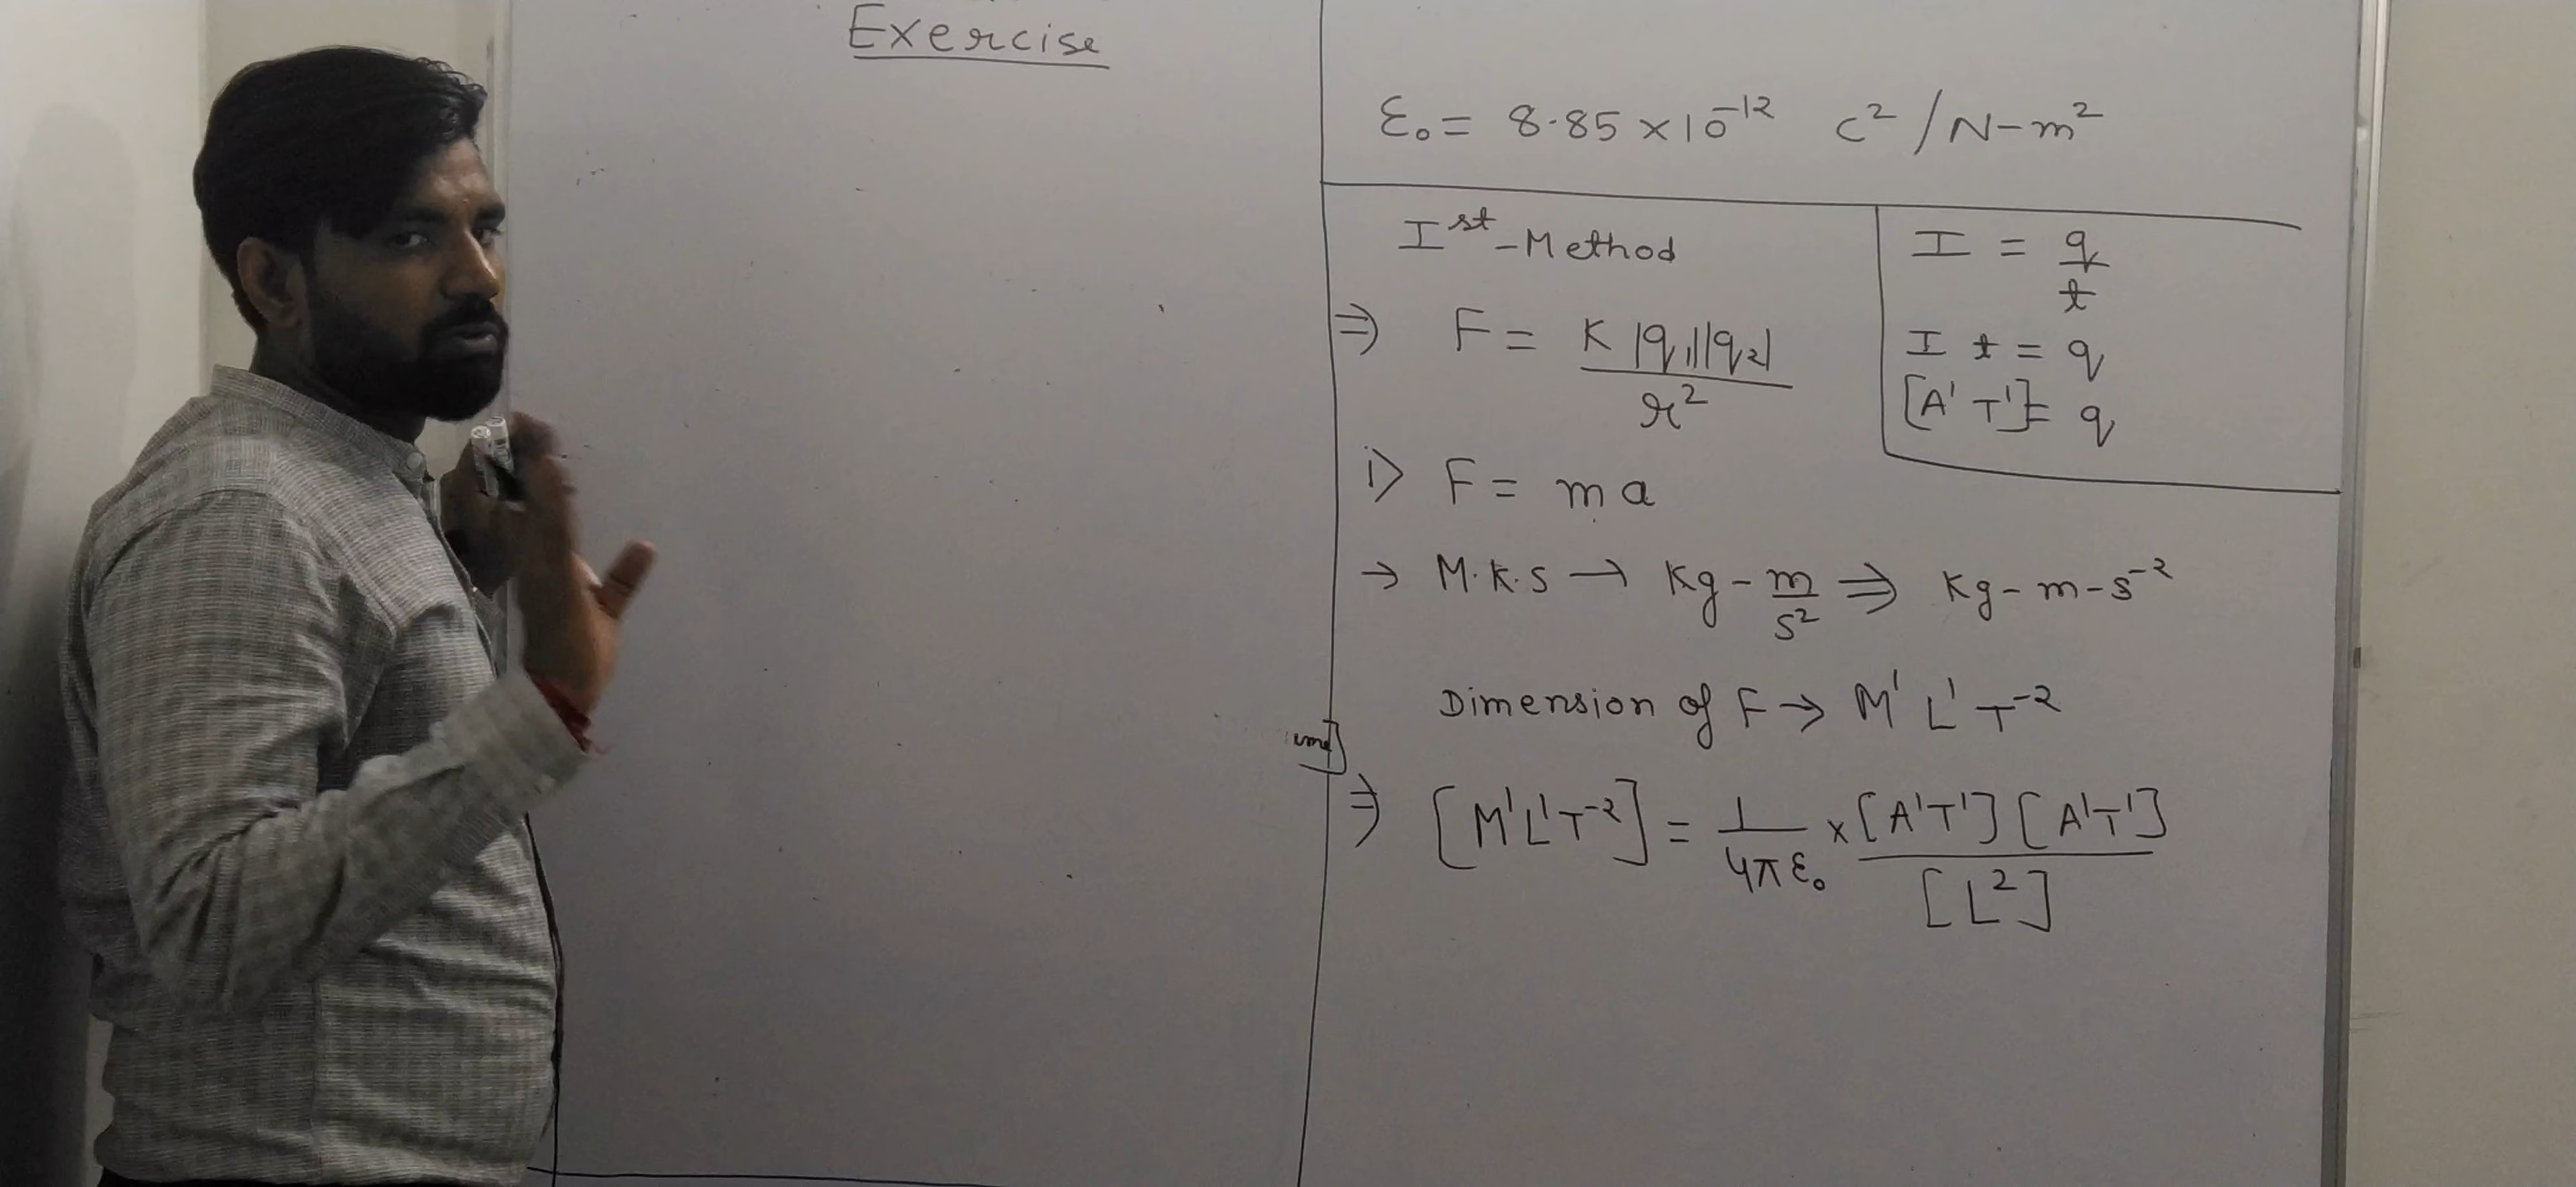 Exercise
ε₀ = 8.85 × 10⁻¹² C² / N-m²
Iˢᵗ-Method
⇒ F = K |q₁||q₂| / r²
I = q / t
I t = q
[A¹ T¹] = q
i> F = m a
→ M.K.S → Kg - m / s² ⇒ Kg - m - s⁻²
Dimension of F → M¹ L¹ T⁻²
⇒ [M¹L¹T⁻²] = 1 / 4πε₀ × [A¹T¹] [A¹T¹] / [L²]